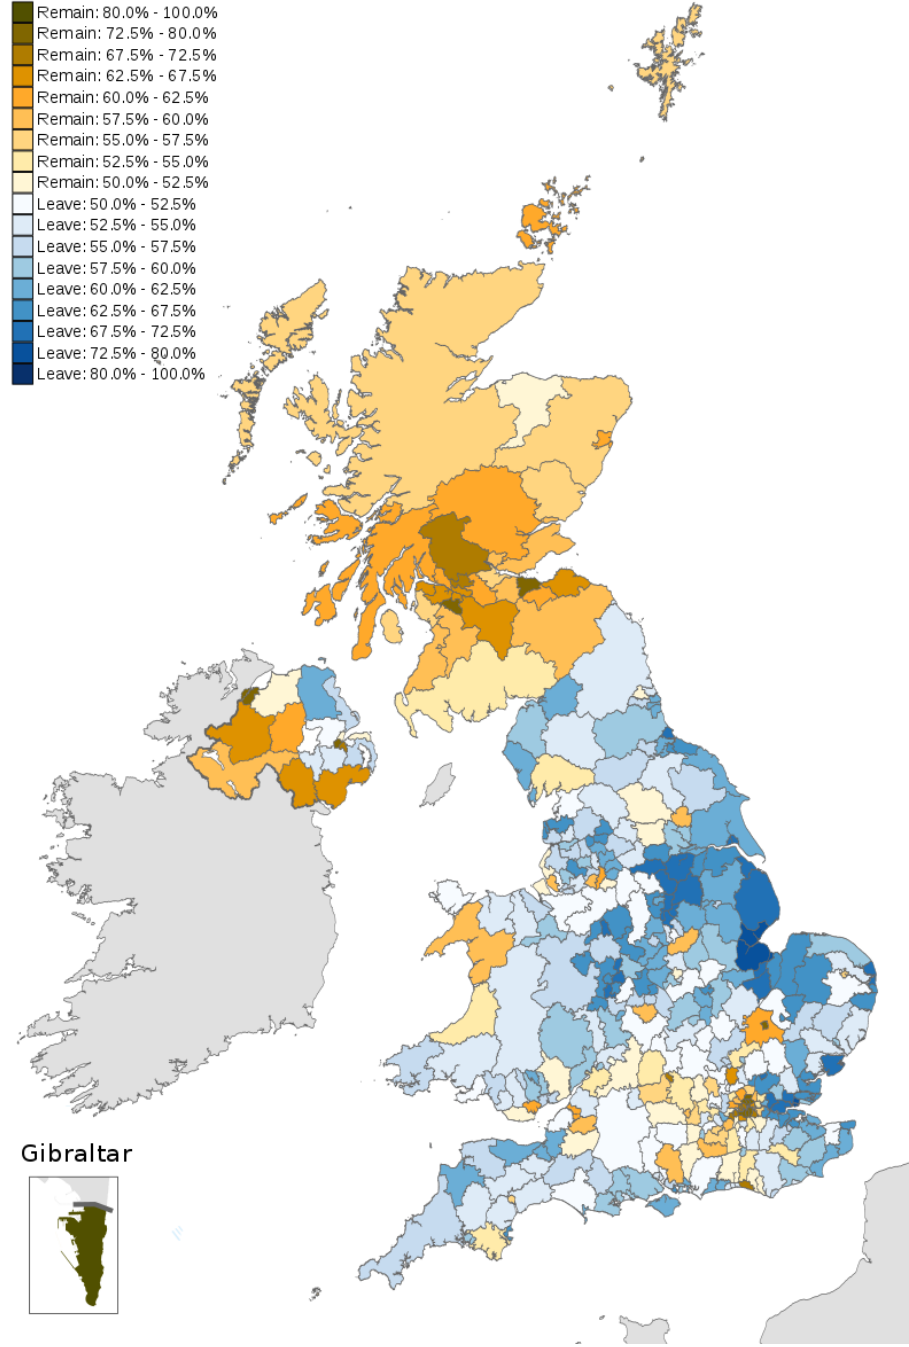 Remain: 80.0% - 100.0%
Remain: 72.5% - 80.0%
Remain: 67.5% - 72.5%
Remain: 62.5% - 67.5%
Remain: 60.0% - 62.5%
Remain: 57.5% - 60.0%
Remain: 55.0% - 57.5%
Remain: 52.5% - 55.0%
Remain: 50.0% - 52.5%
Leave: 50.0% - 52.5%
Leave: 52.5% - 55.0%
Leave: 55.0% - 57.5%
Leave: 57.5% - 60.0%
Leave: 60.0% - 62.5%
Leave: 62.5% - 67.5%
Leave: 67.5% - 72.5%
Leave: 72.5% - 80.0%
Leave: 80.0% - 100.0%
Gibraltar